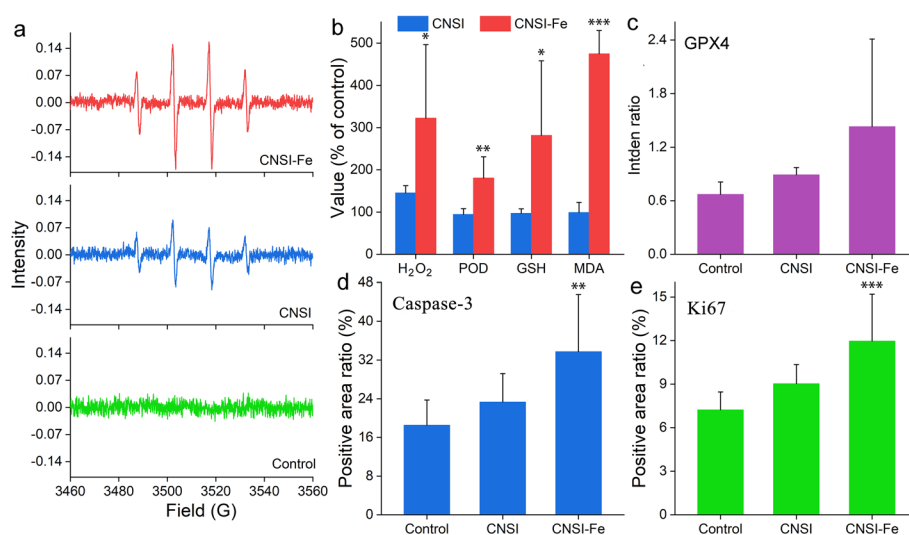 a
0.14
0.07
0.00
-0.07
-0.14
CNSI-Fe
0.14
0.07
0.00
-0.07
-0.14
CNSI
0.14
0.07
0.00
-0.07
-0.14
Control
Intensity
3460 3480 3500 3520 3540 3560
Field (G)
b
CNSI CNSI-Fe
Value (% of control)
500
400
300
200
100
0
* ** * ***
H2O2 POD GSH MDA
c
GPX4
Intden ratio
2.4
1.8
1.2
0.6
0.0
Control CNSI CNSI-Fe
d
Caspase-3
Positive area ratio (%)
48
40
32
24
16
8
0
**
Control CNSI CNSI-Fe
e
Ki67
Positive area ratio (%)
15
12
9
6
3
0
***
Control CNSI CNSI-Fe